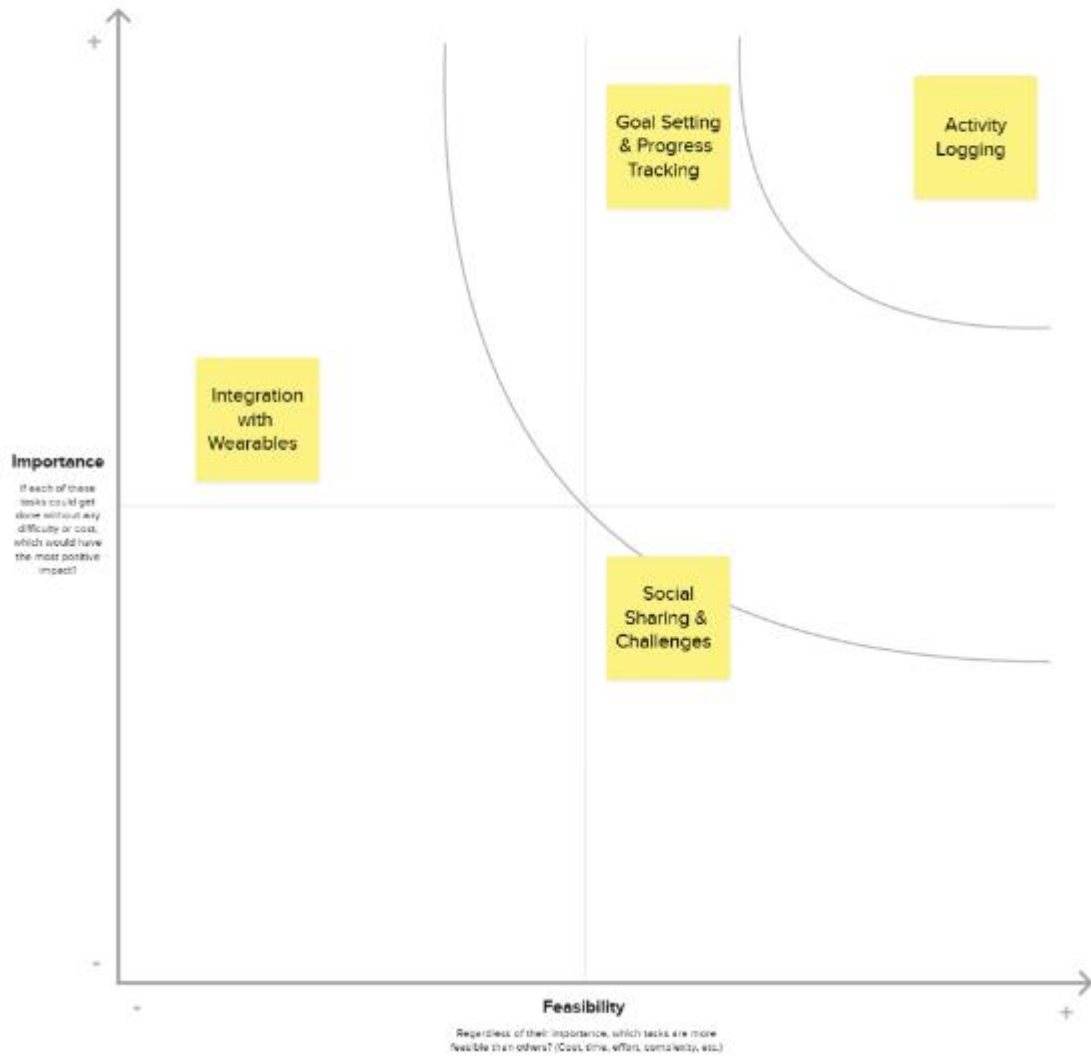 +
Goal Setting
& Progress
Tracking
Activity
Logging
Integration
with
Wearables
Importance
If each of these
tasks could get
done without any
difficulty or cost,
which would have
the most positive
impact?
Social
Sharing &
Challenges
-
-
Feasibility
+
Regardless of their importance, which tasks are more
feasible than others? (Cost, time, effort, complexity, etc.)